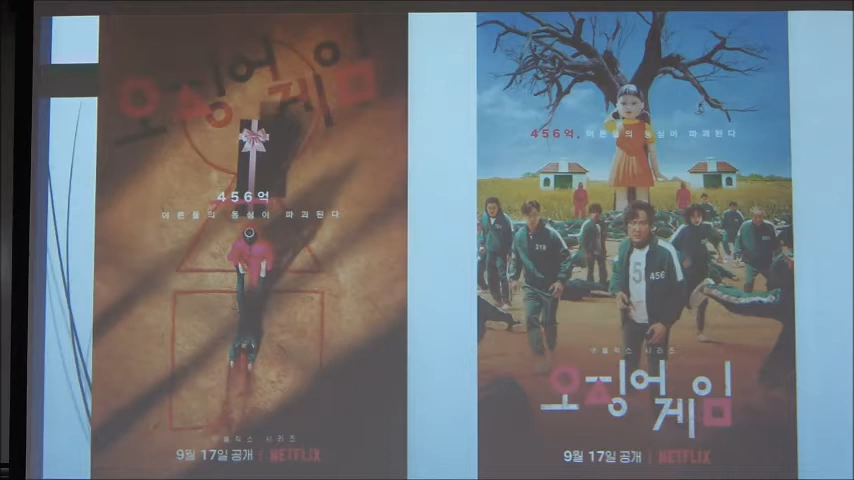 오징어 게임
456억
어른들의 동심이 파괴된다
넷플릭스 시리즈
9월 17일 공개 | NETFLIX
456억, 어른들의 동심이 파괴된다
218
5
456
넷플릭스 시리즈
오징어 게임
9월 17일 공개 | NETFLIX